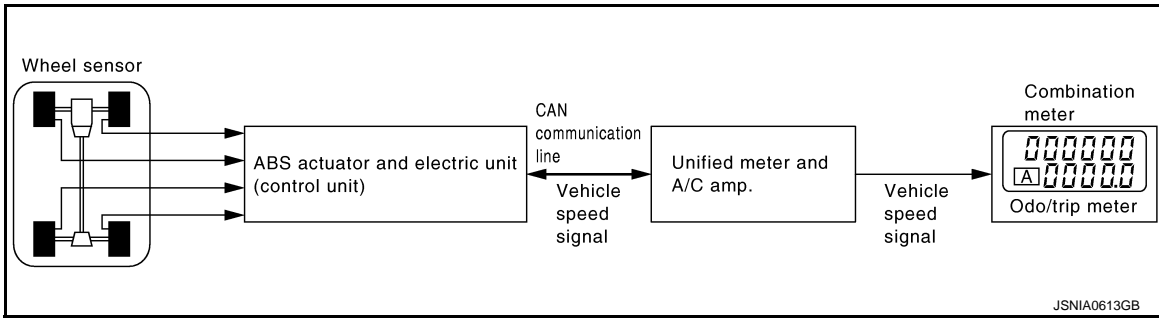 Wheel sensor
ABS actuator and electric unit
(control unit)
CAN
communication
line
Vehicle
speed
signal
Unified meter and
A/C amp.
Vehicle
speed
signal
Combination
meter
000000
A 0000.0
Odo/trip meter
JSNIA0613GB